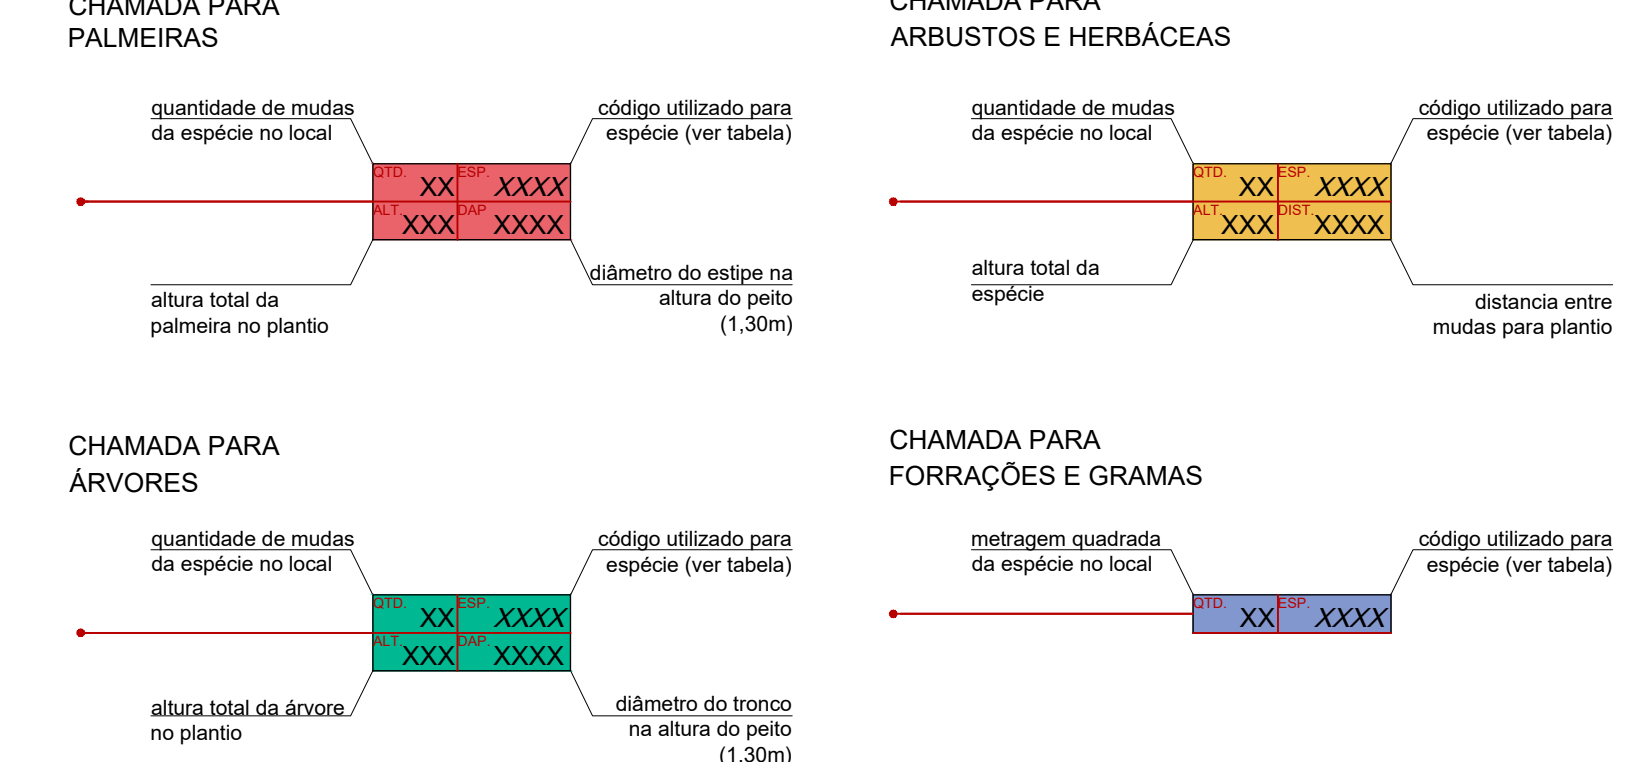 CHAMADA PARA
PALMEIRAS
quantidade de mudas
da espécie no local
código utilizado para
espécie (ver tabela)
QTD. XX ESP. XXXX
ALT. XXX DAP XXXX
altura total da
palmeira no plantio
diâmetro do estipe na
altura do peito
(1,30m)
CHAMADA PARA
ARBUSTOS E HERBÁCEAS
quantidade de mudas
da espécie no local
código utilizado para
espécie (ver tabela)
QTD. XX ESP. XXXX
ALT. XXX DIST. XXXX
altura total da
espécie
distancia entre
mudas para plantio
CHAMADA PARA
ÁRVORES
quantidade de mudas
da espécie no local
código utilizado para
espécie (ver tabela)
QTD. XX ESP. XXXX
ALT. XXX DAP. XXXX
altura total da árvore
no plantio
diâmetro do tronco
na altura do peito
(1,30m)
CHAMADA PARA
FORRAÇÕES E GRAMAS
metragem quadrada
da espécie no local
código utilizado para
espécie (ver tabela)
QTD. XX ESP. XXXX